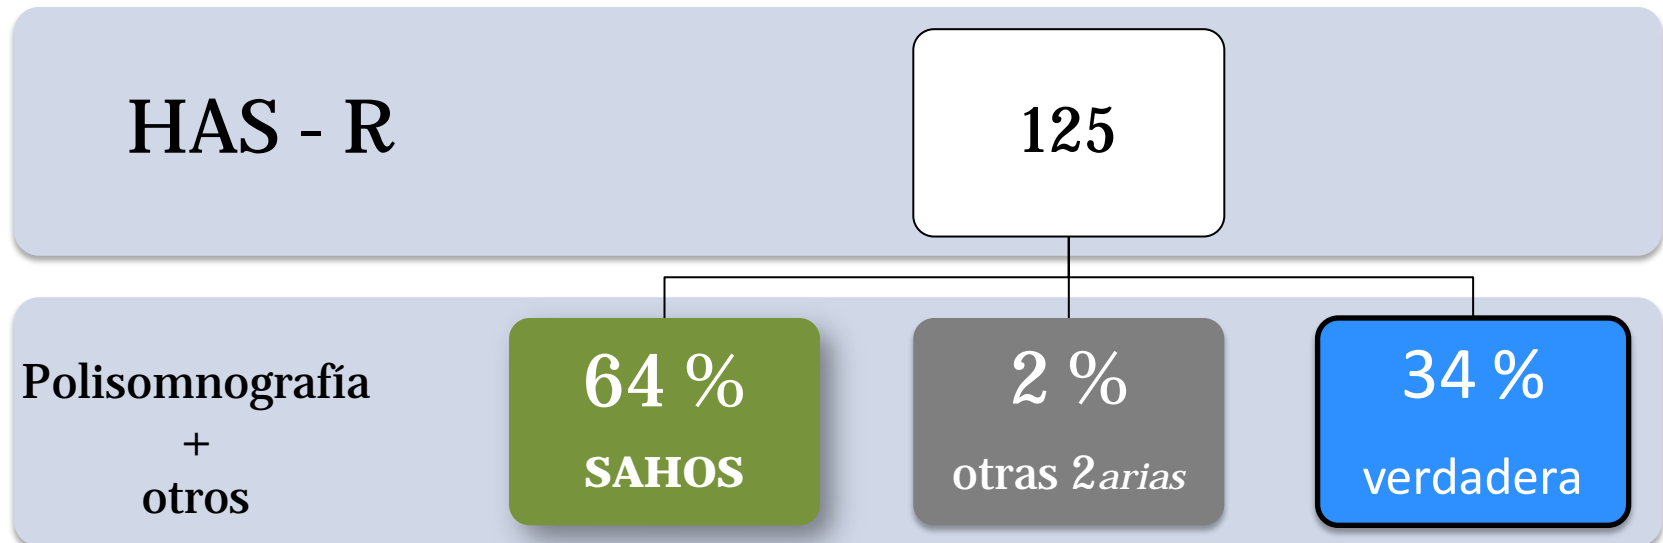 HAS - R
125
Polisomnografía
+
otros
64 %
SAHOS
2 %
otras 2arias
34 %
verdadera